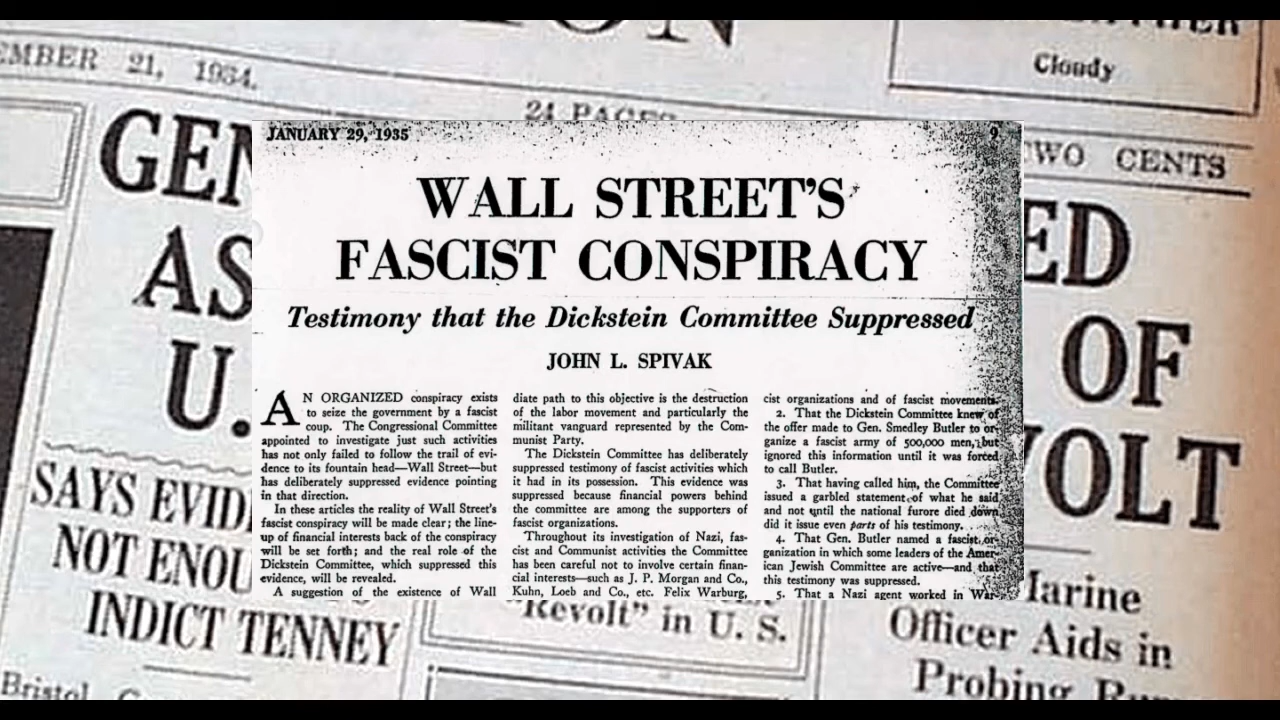 EMBER 21, 1934.
Cloudy
24 PAGES
TWO CENTS
GEN
AS
U.
ED
OF
VOLT
SAYS EVID
NOT ENOU
INDICT TENNEY
Bristol
"Revolt" in U. S.
Marine
Officer Aids in
Probing
JANUARY 29, 1935
9
WALL STREET'S
FASCIST CONSPIRACY
Testimony that the Dickstein Committee Suppressed
JOHN L. SPIVAK
AN ORGANIZED conspiracy exists
to seize the government by a fascist
coup. The Congressional Committee
appointed to investigate just such activities
has not only failed to follow the trail of evi-
dence to its fountain head—Wall Street—but
has deliberately suppressed evidence pointing
in that direction.
In these articles the reality of Wall Street's
fascist conspiracy will be made clear; the line-
up of financial interests back of the conspiracy
will be set forth; and the real role of the
Dickstein Committee, which suppressed this
evidence, will be revealed.
A suggestion of the existence of Wall
diate path to this objective is the destruction
of the labor movement and particularly the
militant vanguard represented by the Com-
munist Party.
The Dickstein Committee has deliberately
suppressed testimony of fascist activities which
it had in its possession. This evidence was
suppressed because financial powers behind
the committee are among the supporters of
fascist organizations.
Throughout its investigation of Nazi, fas-
cist and Communist activities the Committee
has been careful not to involve certain finan-
cial interests—such as J. P. Morgan and Co.,
Kuhn, Loeb and Co., etc. Felix Warburg,
cist organizations and of fascist movements.
2. That the Dickstein Committee knew of
the offer made to Gen. Smedley Butler to or-
ganize a fascist army of 500,000 men, but
ignored this information until it was forced
to call Butler.
3. That having called him, the Committee
issued a garbled statement of what he said
and not until the national furore died down,
did it issue even parts of his testimony.
4. That Gen. Butler named a fascist or-
ganization in which some leaders of the Amer-
ican Jewish Committee are active—and that
this testimony was suppressed.
5. That a Nazi agent worked in War-